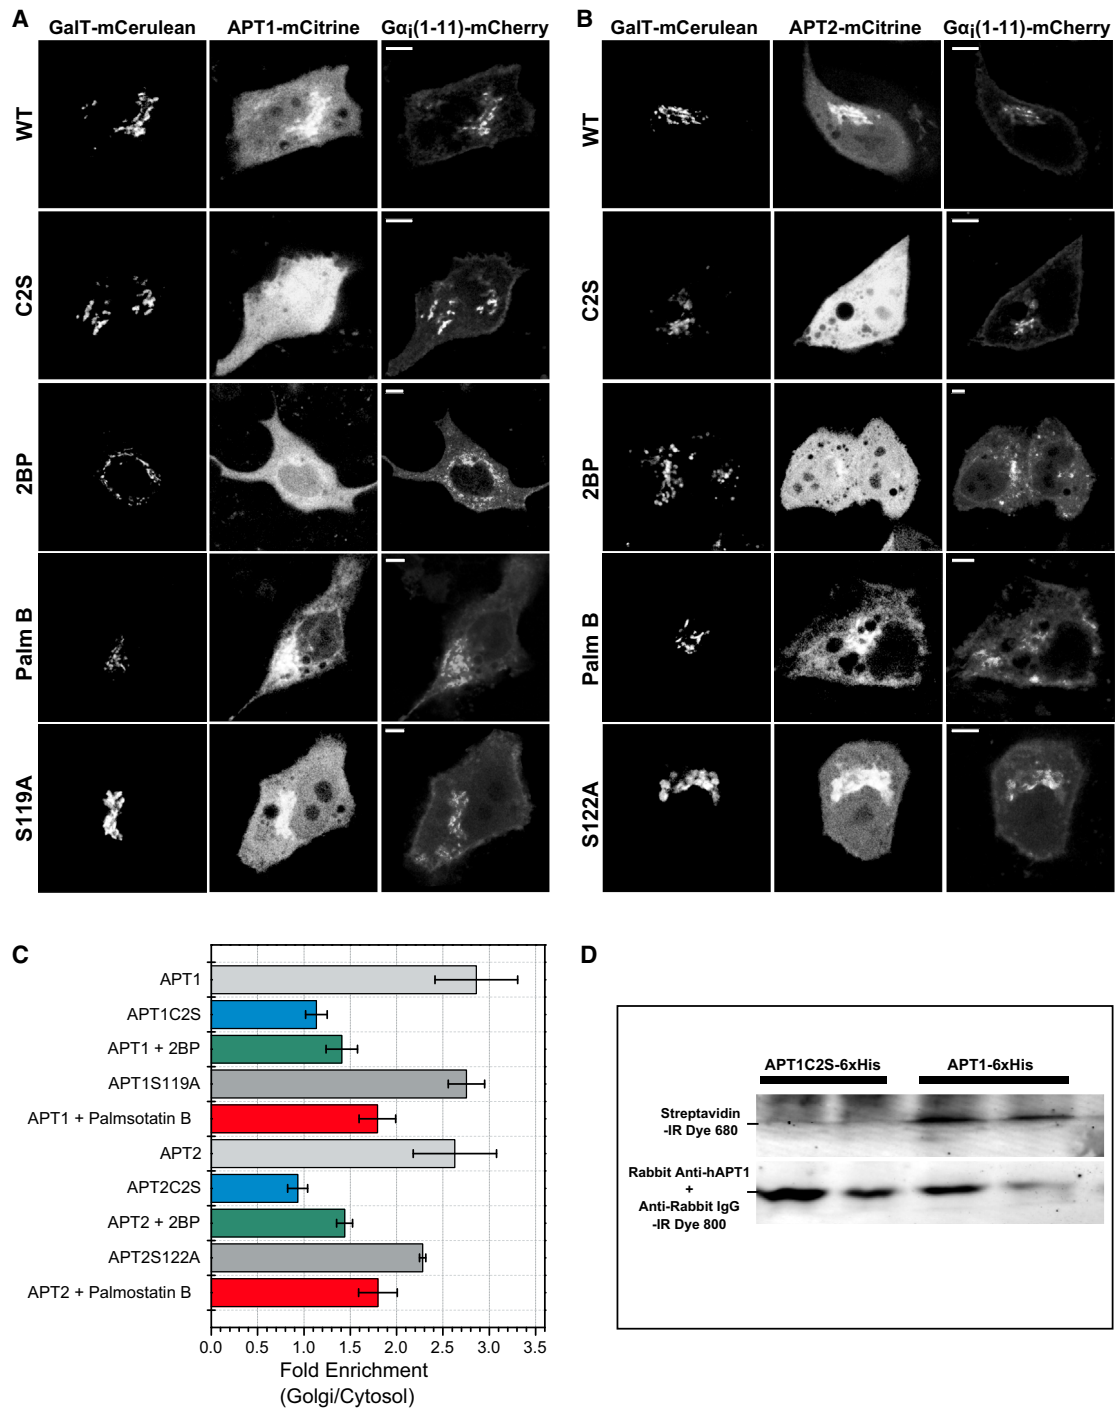 A
GalT-mCerulean APT1-mCitrine Gαi(1-11)-mCherry
WT
C2S
2BP
Palm B
S119A
B
GalT-mCerulean APT2-mCitrine Gαi(1-11)-mCherry
WT
C2S
2BP
Palm B
S122A
C
APT1
APT1C2S
APT1 + 2BP
APT1S119A
APT1 + Palmsotatin B
APT2
APT2C2S
APT2 + 2BP
APT2S122A
APT2 + Palmostatin B
0.0 0.5 1.0 1.5 2.0 2.5 3.0 3.5
Fold Enrichment
(Golgi/Cytosol)
D
APT1C2S-6xHis APT1-6xHis
Streptavidin
-IR Dye 680
Rabbit Anti-hAPT1
+
Anti-Rabbit IgG
-IR Dye 800